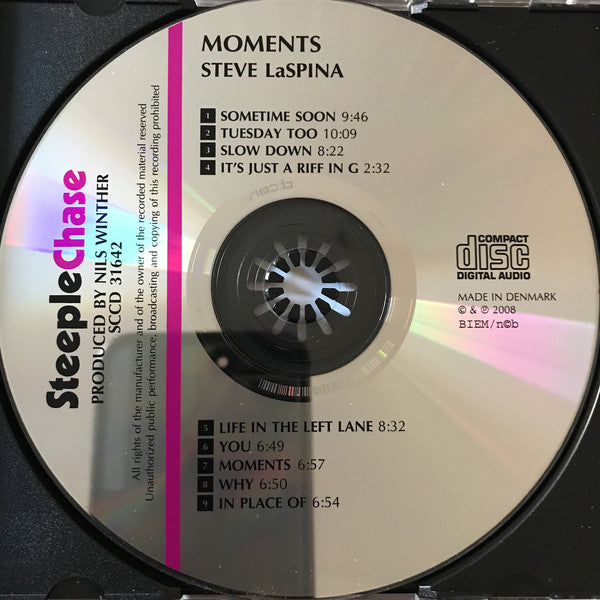 MOMENTS
STEVE LaSPINA
1 SOMETIME SOON 9:46
2 TUESDAY TOO 10:09
3 SLOW DOWN 8:22
4 IT'S JUST A RIFF IN G 2:32
SteepleChase
PRODUCED BY NILS WINTHER
SCCD 31642
All rights of the manufacturer and of the owner of the recorded material reserved
Unauthorized public performance, broadcasting and copying of this recording prohibited
COMPACT
disc
DIGITAL AUDIO
MADE IN DENMARK
© & ℗ 2008
BIEM/n©b
5 LIFE IN THE LEFT LANE 8:32
6 YOU 6:49
7 MOMENTS 6:57
8 WHY 6:50
9 IN PLACE OF 6:54